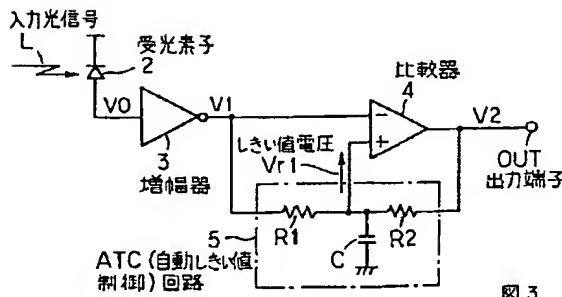 入力光信号
L
受光素子
2
V0
V1
3
増幅器
比較器
4
V2
OUT
出力端子
しきい値電圧
Vr1
5
R1
R2
C
ATC(自動しきい値
制御)回路
図3